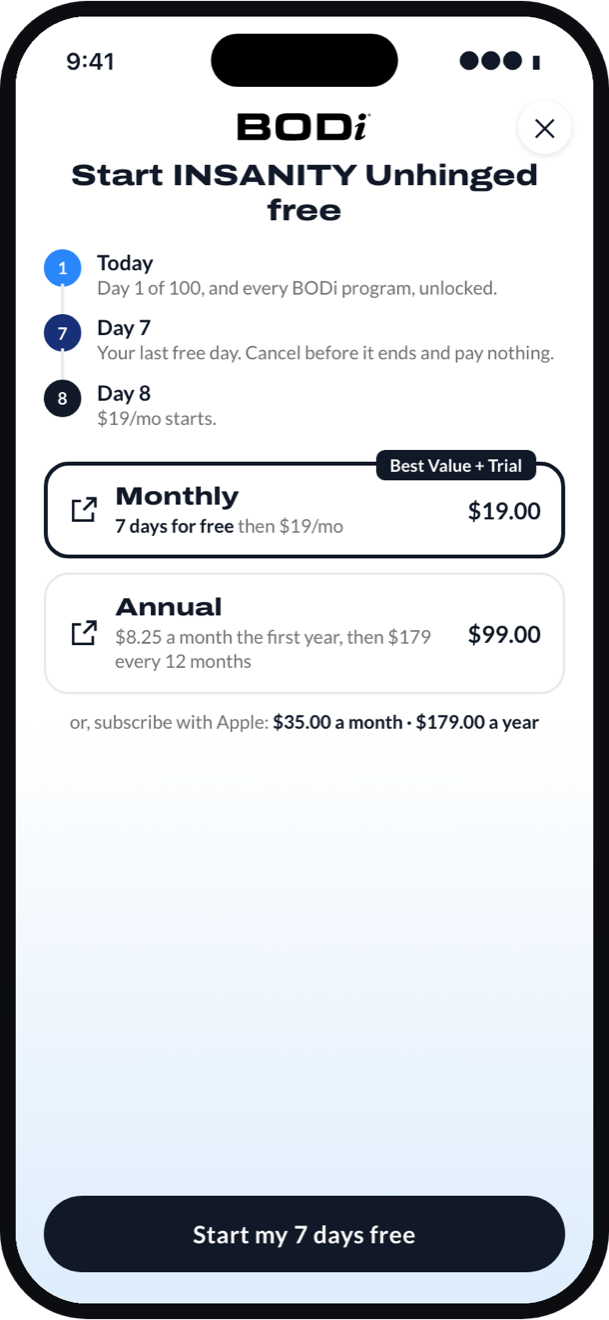 9:41
BODi
Start INSANITY Unhinged
free
1
Today
Day 1 of 100, and every BODi program, unlocked.
7
Day 7
Your last free day. Cancel before it ends and pay nothing.
8
Day 8
$19/mo starts.
Best Value + Trial
Monthly
7 days for free then $19/mo
$19.00
Annual
$8.25 a month the first year, then $179
every 12 months
$99.00
or, subscribe with Apple: $35.00 a month · $179.00 a year
Start my 7 days free